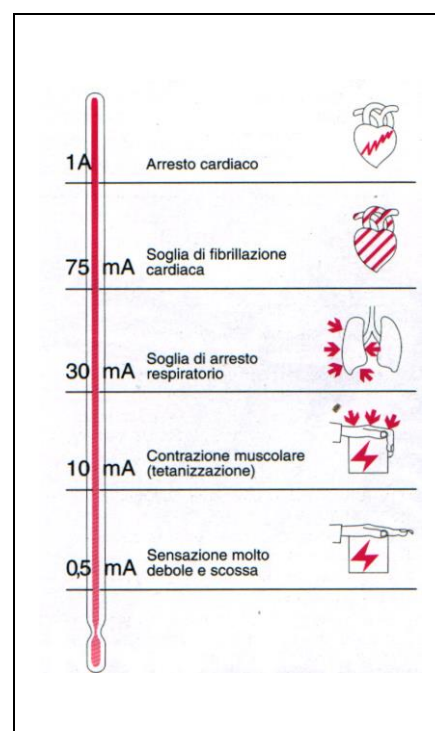 1A Arresto cardiaco
Soglia di fibrillazione
75 mA cardiaca
Soglia di arresto
30 mA respiratorio
Contrazione muscolare
10 mA (tetanizzazione)
Sensazione molto
0,5 mA debole e scossa